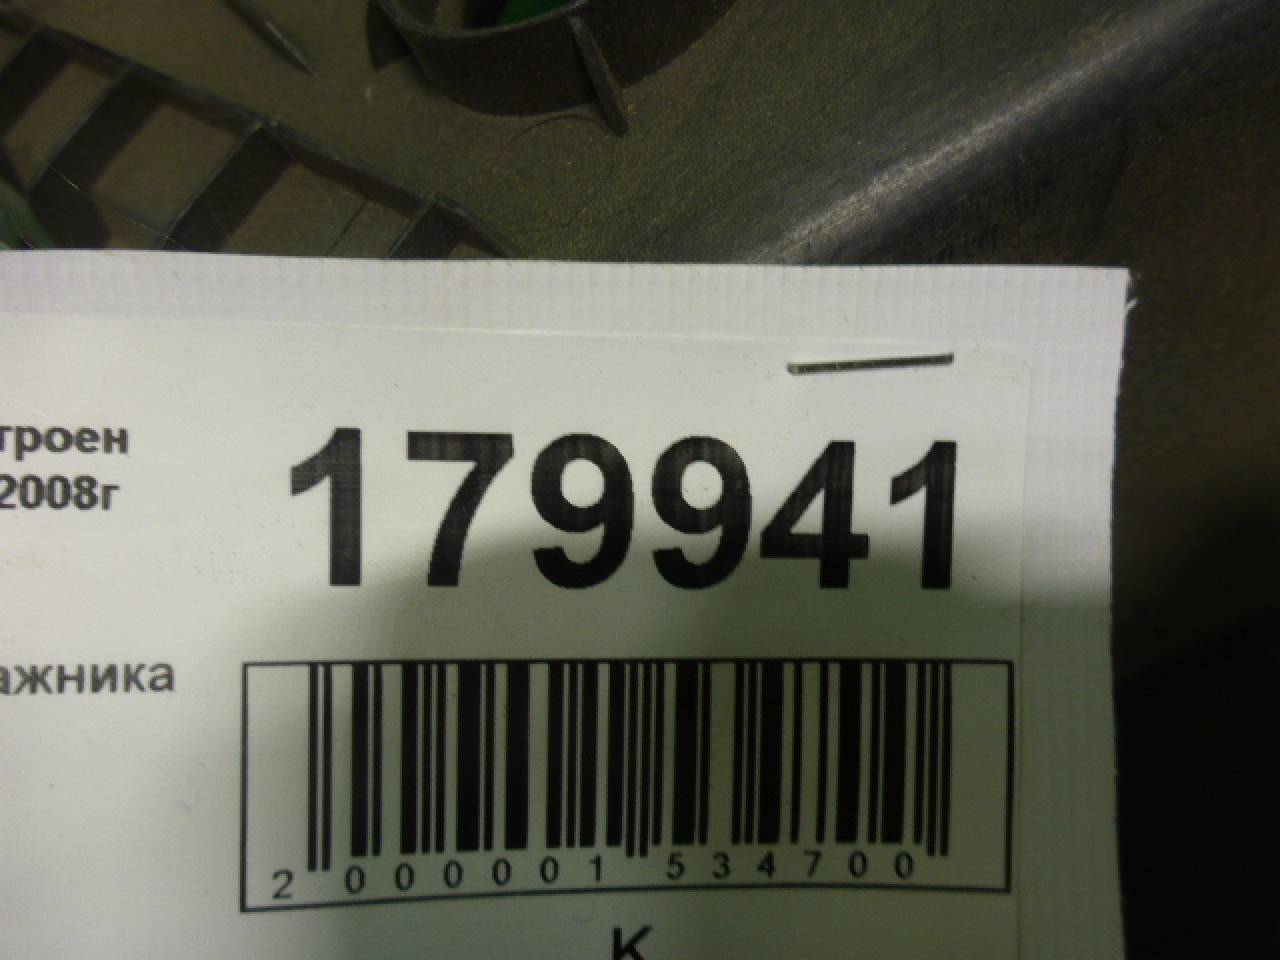 троен
2008г
179941
ажника
2 000001 534700
К